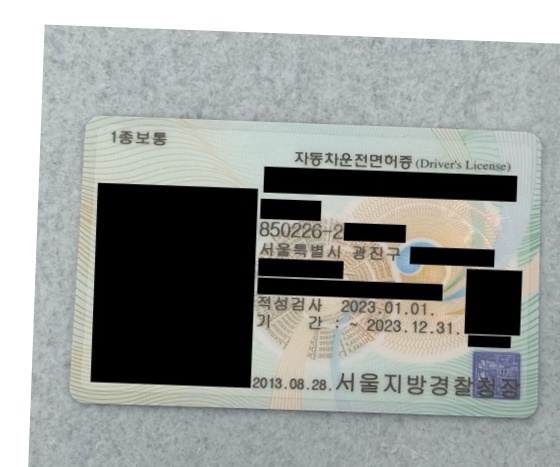 1종보통
자동차운전면허증 (Driver's License)
850226-2
서울특별시 광진구
적성검사 2023.01.01.
기 간 : ~ 2023.12.31.
2013.08.28. 서울지방경찰청장